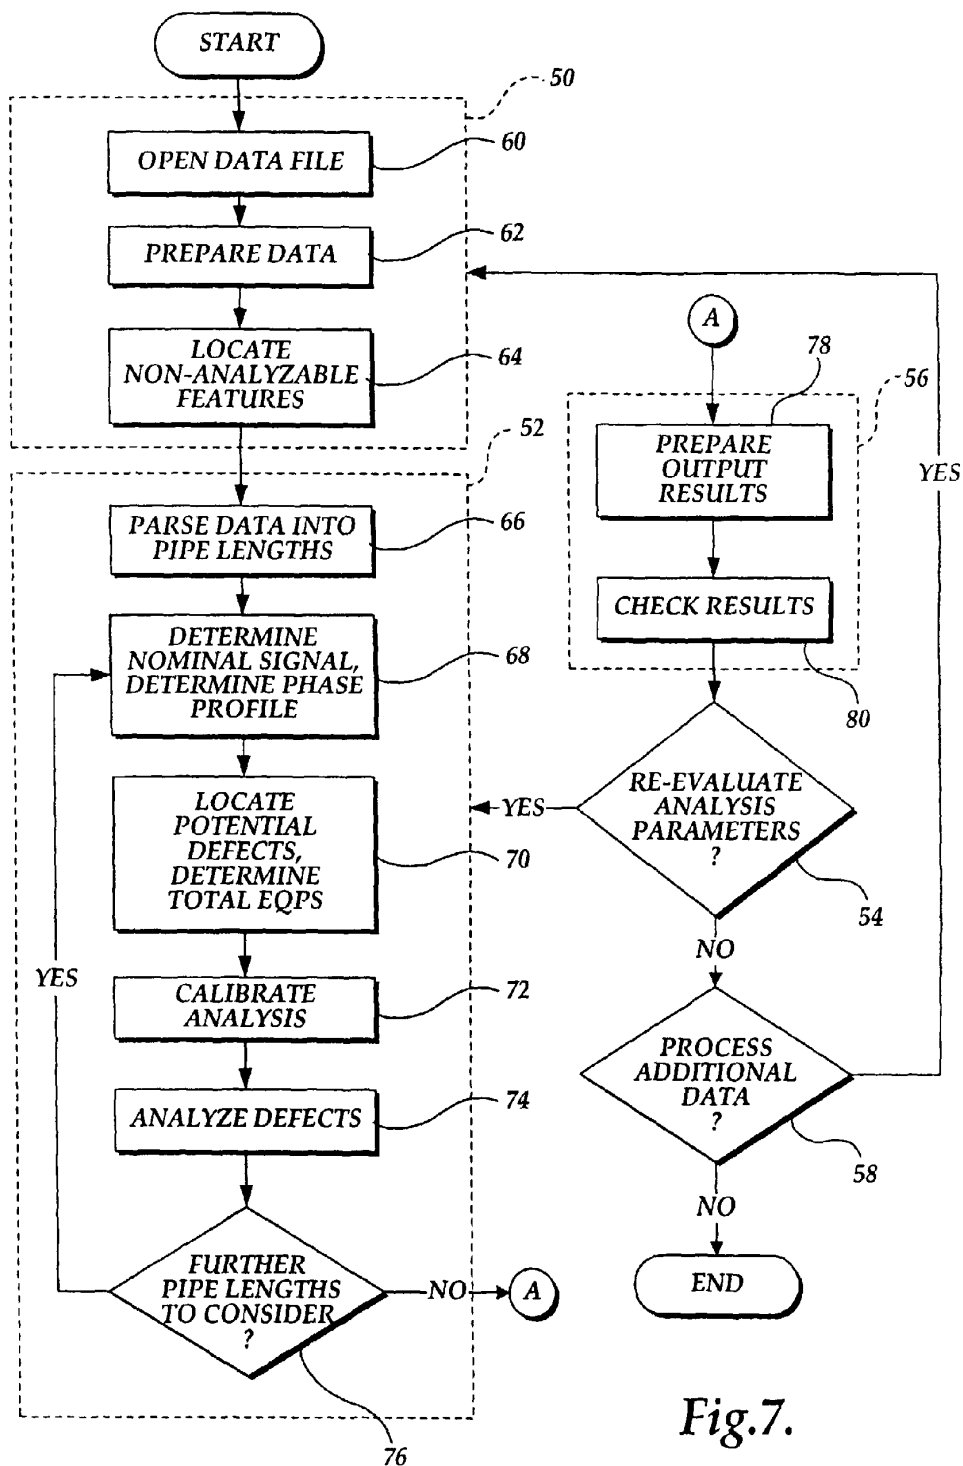 START
50
OPEN DATA FILE
60
PREPARE DATA
62
LOCATE
NON-ANALYZABLE
FEATURES
64
52
PARSE DATA INTO
PIPE LENGTHS
66
DETERMINE
NOMINAL SIGNAL,
DETERMINE PHASE
PROFILE
68
LOCATE
POTENTIAL
DEFECTS,
DETERMINE
TOTAL EQPS
70
YES
CALIBRATE
ANALYSIS
72
ANALYZE DEFECTS
74
FURTHER
PIPE LENGTHS
TO CONSIDER
?
76
NO
A
A
78
56
PREPARE
OUTPUT
RESULTS
YES
CHECK RESULTS
80
RE-EVALUATE
ANALYSIS
PARAMETERS
?
YES
54
NO
PROCESS
ADDITIONAL
DATA
?
58
NO
END
Fig.7.